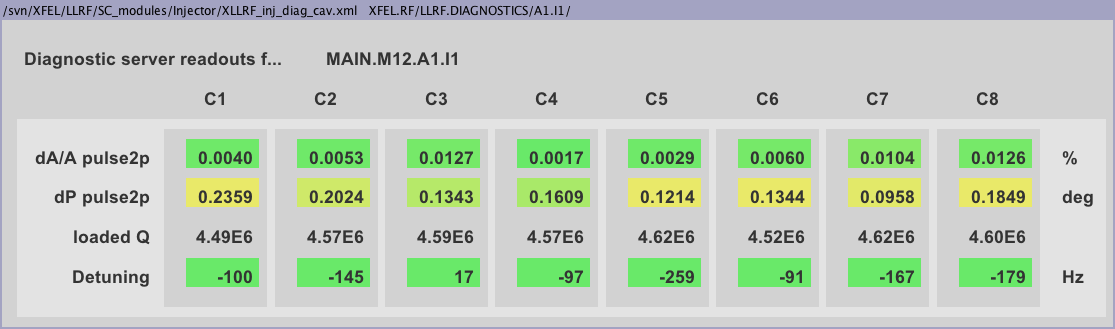 /svn/XFEL/LLRF/SC_modules/Injector/XLLRF_inj_diag_cav.xml XFEL.RF/LLRF.DIAGNOSTICS/A1.I1/
Diagnostic server readouts f... MAIN.M12.A1.I1
C1 C2 C3 C4 C5 C6 C7 C8
dA/A pulse2p 0.0040 0.0053 0.0127 0.0017 0.0029 0.0060 0.0104 0.0126 %
dP pulse2p 0.2359 0.2024 0.1343 0.1609 0.1214 0.1344 0.0958 0.1849 deg
loaded Q 4.49E6 4.57E6 4.59E6 4.57E6 4.62E6 4.52E6 4.62E6 4.60E6
Detuning -100 -145 17 -97 -259 -91 -167 -179 Hz